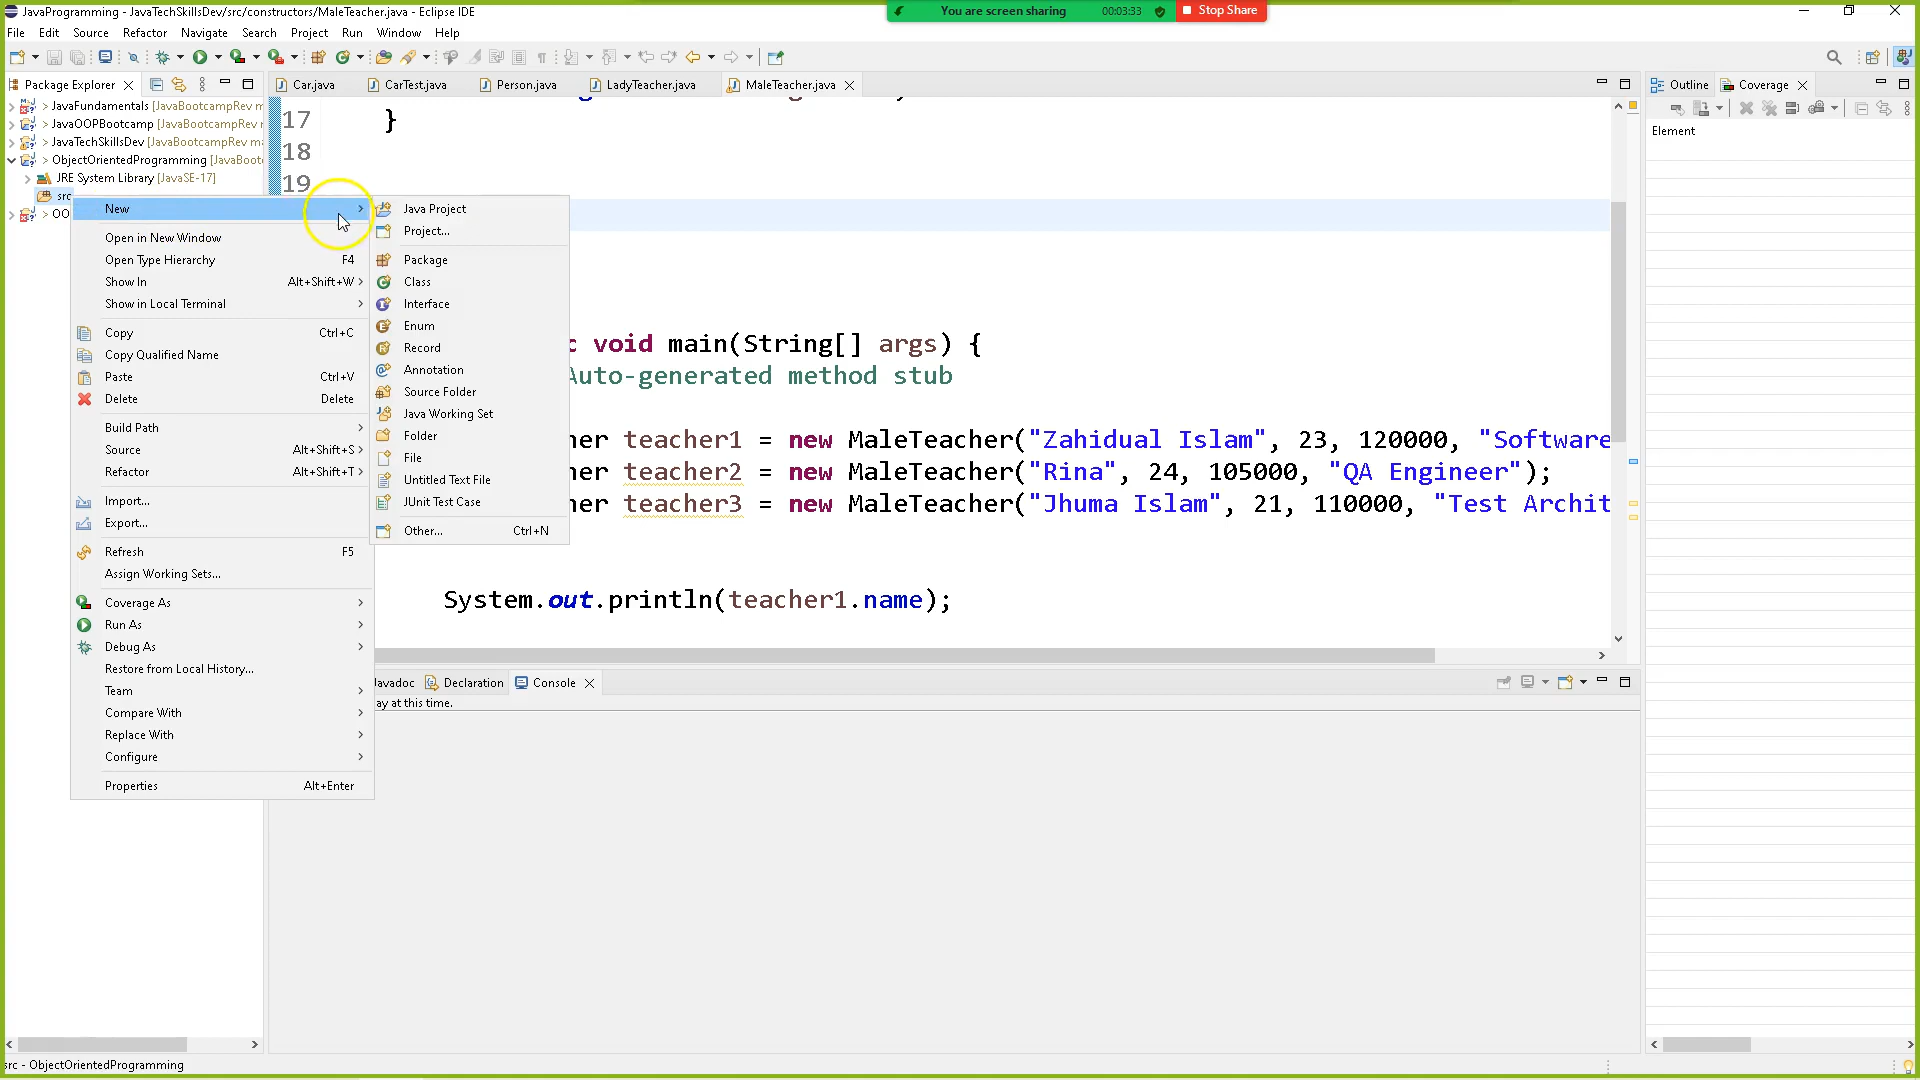 JavaProgramming - JavaTechSkillsDev/src/constructors/MaleTeacher.java - Eclipse IDE
You are screen sharing 00:03:33 Stop Share
File Edit Source Refactor Navigate Search Project Run Window Help
Package Explorer
Car.java CarTest.java Person.java LadyTeacher.java MaleTeacher.java
Outline Coverage
JavaFundamentals [JavaBootcampRev m
> JavaOOPBootcamp [JavaBootcampRev
> JavaTechSkillsDev [JavaBootcampRev ma
> ObjectOrientedProgramming [JavaBoot
JRE System Library [JavaSE-17]
src
> OO
Element
17 }
18
19
New
Open in New Window
Open Type Hierarchy F4
Show In Alt+Shift+W >
Show in Local Terminal
Copy Ctrl+C
Copy Qualified Name
Paste Ctrl+V
Delete Delete
Build Path
Source Alt+Shift+S >
Refactor Alt+Shift+T >
Import...
Export...
Refresh F5
Assign Working Sets...
Coverage As
Run As
Debug As
Restore from Local History...
Team
Compare With
Replace With
Configure
Properties Alt+Enter
Java Project
Project...
Package
Class
Interface
Enum
Record
Annotation
Source Folder
Java Working Set
Folder
File
Untitled Text File
JUnit Test Case
Other... Ctrl+N
c void main(String[] args) {
Auto-generated method stub
her teacher1 = new MaleTeacher("Zahidual Islam", 23, 120000, "Software
her teacher2 = new MaleTeacher("Rina", 24, 105000, "QA Engineer");
her teacher3 = new MaleTeacher("Jhuma Islam", 21, 110000, "Test Archit
System.out.println(teacher1.name);
Javadoc Declaration Console
ay at this time.
src - ObjectOrientedProgramming